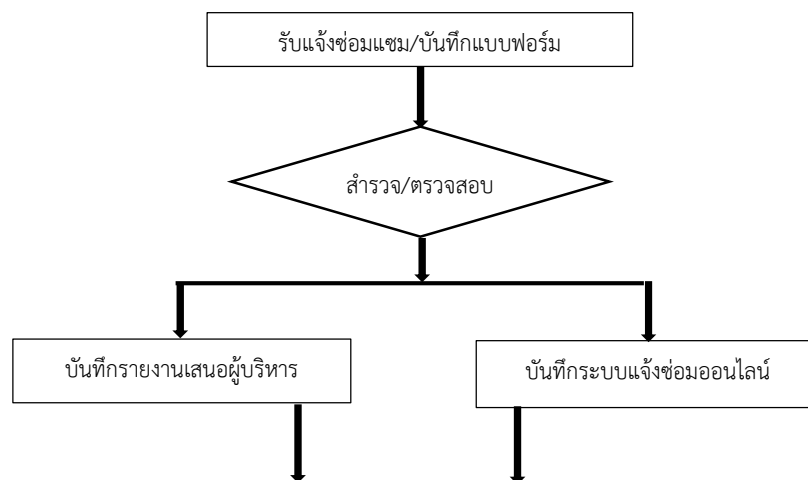 รับแจ้งซ่อมแซม/บันทึกแบบฟอร์ม
สำรวจ/ตรวจสอบ
บันทึกรายงานเสนอผู้บริหาร
บันทึกระบบแจ้งซ่อมออนไลน์